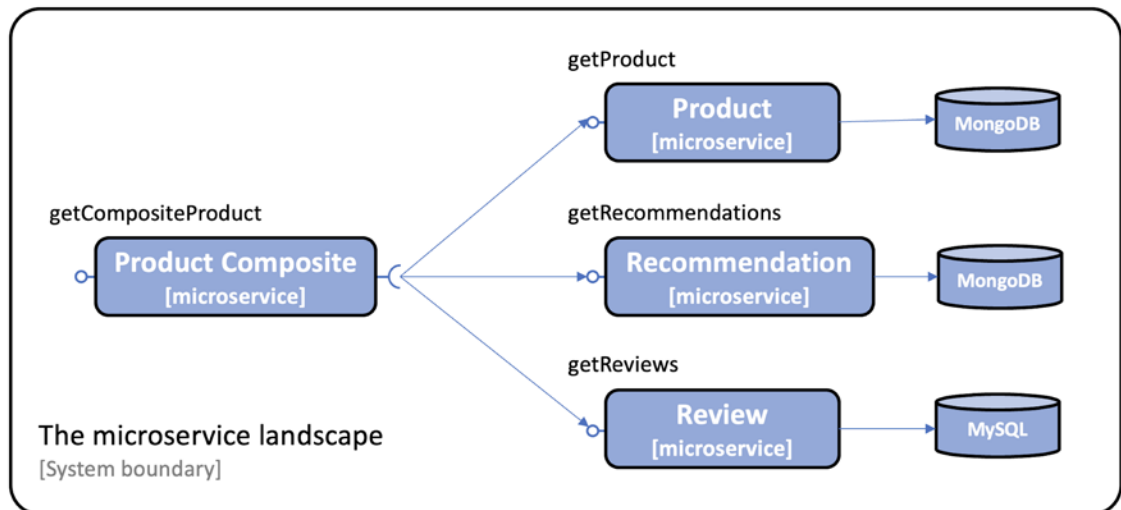 getProduct
Product
[microservice]
MongoDB
getCompositeProduct
Product Composite
[microservice]
getRecommendations
Recommendation
[microservice]
MongoDB
getReviews
Review
[microservice]
MySQL
The microservice landscape
[System boundary]